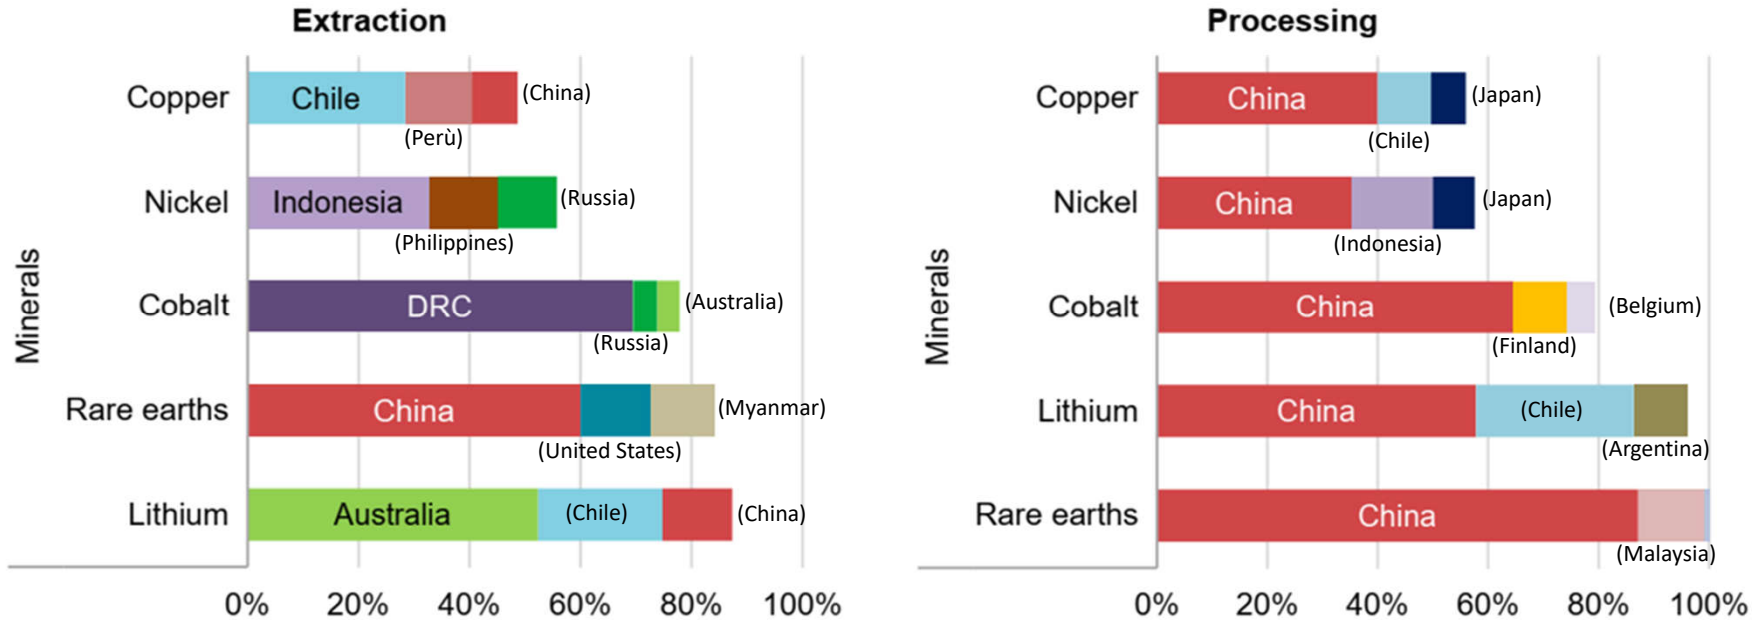 Extraction
Copper
Chile
(Perù)
(China)
Nickel
Indonesia
(Philippines)
(Russia)
Cobalt
DRC
(Russia)
(Australia)
Rare earths
China
(United States)
(Myanmar)
Lithium
Australia
(Chile)
(China)
Minerals
0% 20% 40% 60% 80% 100%
Processing
Copper
China
(Chile)
(Japan)
Nickel
China
(Indonesia)
(Japan)
Cobalt
China
(Finland)
(Belgium)
Lithium
China
(Chile)
(Argentina)
Rare earths
China
(Malaysia)
Minerals
0% 20% 40% 60% 80% 100%